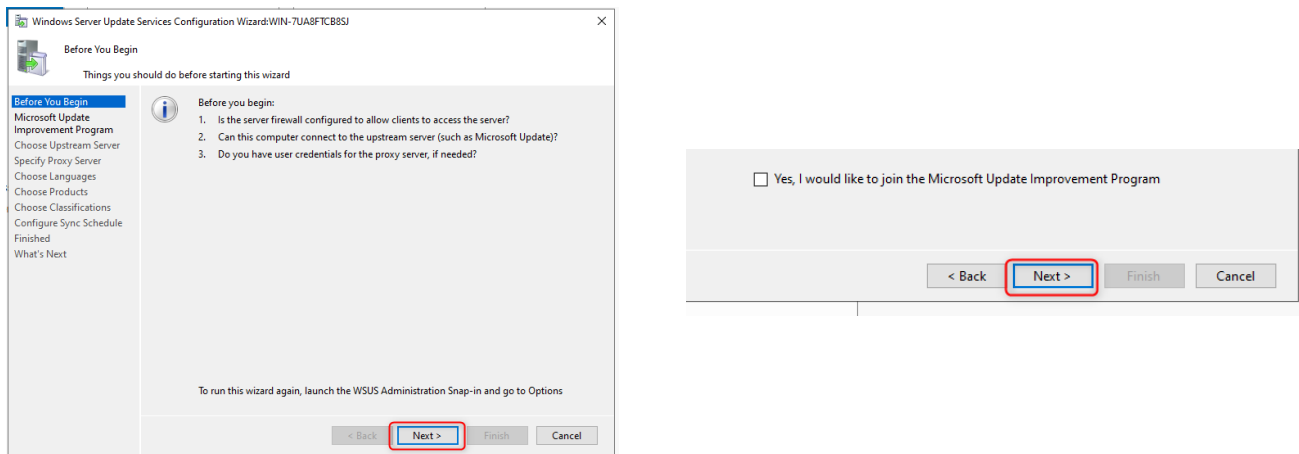 Windows Server Update Services Configuration Wizard:WIN-7UA8FTCB8SJ
Before You Begin
Things you should do before starting this wizard
Before You Begin
Microsoft Update
Improvement Program
Choose Upstream Server
Specify Proxy Server
Choose Languages
Choose Products
Choose Classifications
Configure Sync Schedule
Finished
What's Next
Before you begin:
1. Is the server firewall configured to allow clients to access the server?
2. Can this computer connect to the upstream server (such as Microsoft Update)?
3. Do you have user credentials for the proxy server, if needed?
To run this wizard again, launch the WSUS Administration Snap-in and go to Options
< Back Next > Finish Cancel
Yes, I would like to join the Microsoft Update Improvement Program
< Back Next > Finish Cancel